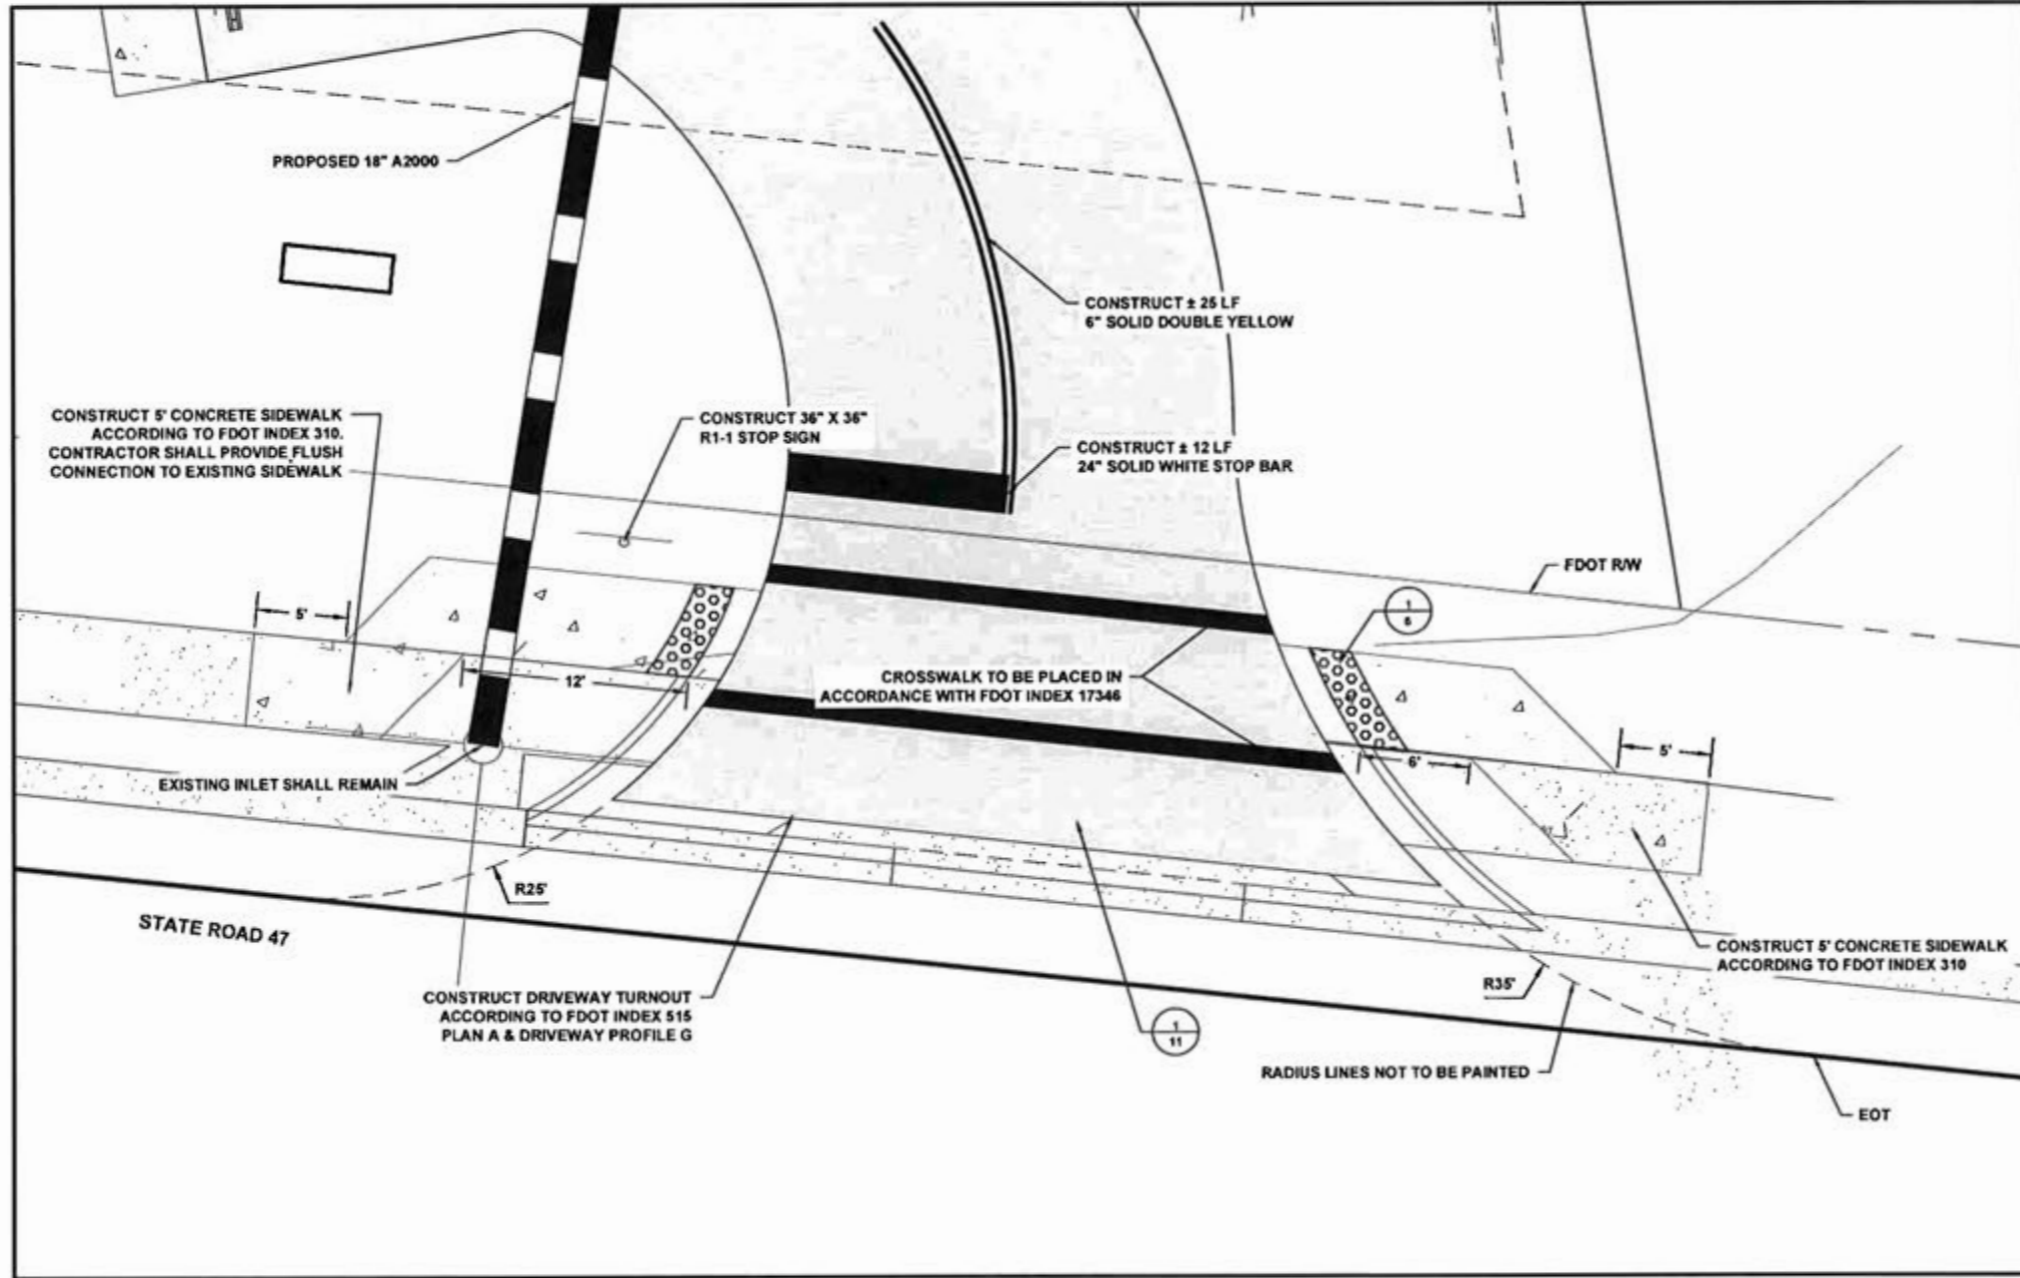 PROPOSED 18" A2000
CONSTRUCT ± 25 LF
6" SOLID DOUBLE YELLOW
CONSTRUCT 5' CONCRETE SIDEWALK
ACCORDING TO FDOT INDEX 310.
CONTRACTOR SHALL PROVIDE FLUSH
CONNECTION TO EXISTING SIDEWALK
CONSTRUCT 36" X 36"
R1-1 STOP SIGN
CONSTRUCT ± 12 LF
24" SOLID WHITE STOP BAR
FDOT R/W
5'
1
6
12'
CROSSWALK TO BE PLACED IN
ACCORDANCE WITH FDOT INDEX 17346
5'
6'
EXISTING INLET SHALL REMAIN
R25'
STATE ROAD 47
CONSTRUCT 5' CONCRETE SIDEWALK
ACCORDING TO FDOT INDEX 310
R35'
CONSTRUCT DRIVEWAY TURNOUT
ACCORDING TO FDOT INDEX 515
PLAN A & DRIVEWAY PROFILE G
1
11
RADIUS LINES NOT TO BE PAINTED
EOT